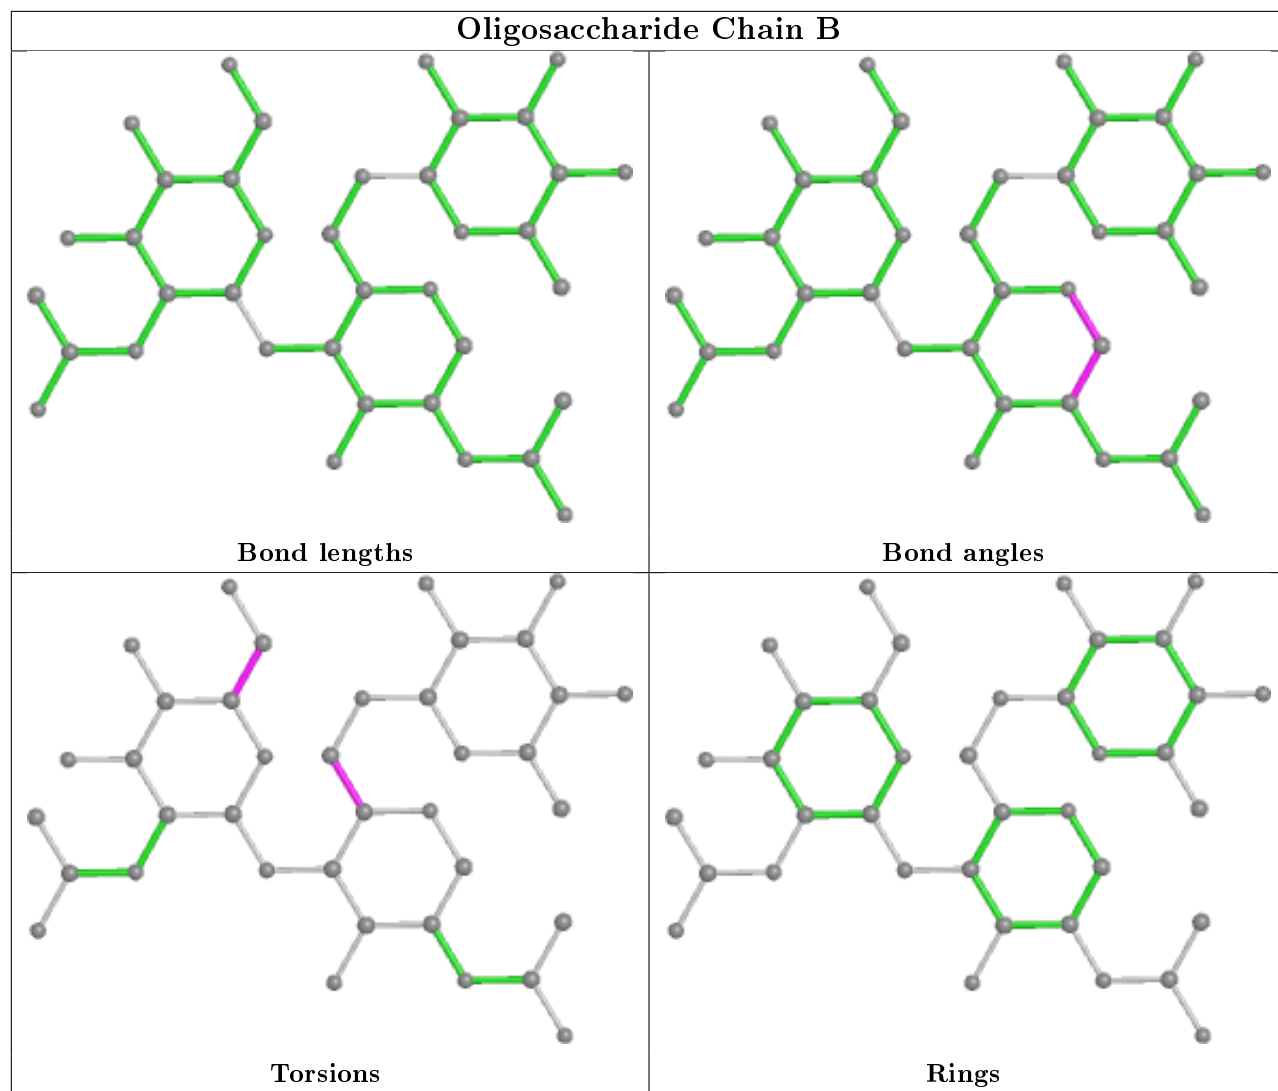 Oligosaccharide Chain B
Bond lengths
Bond angles
Torsions
Rings